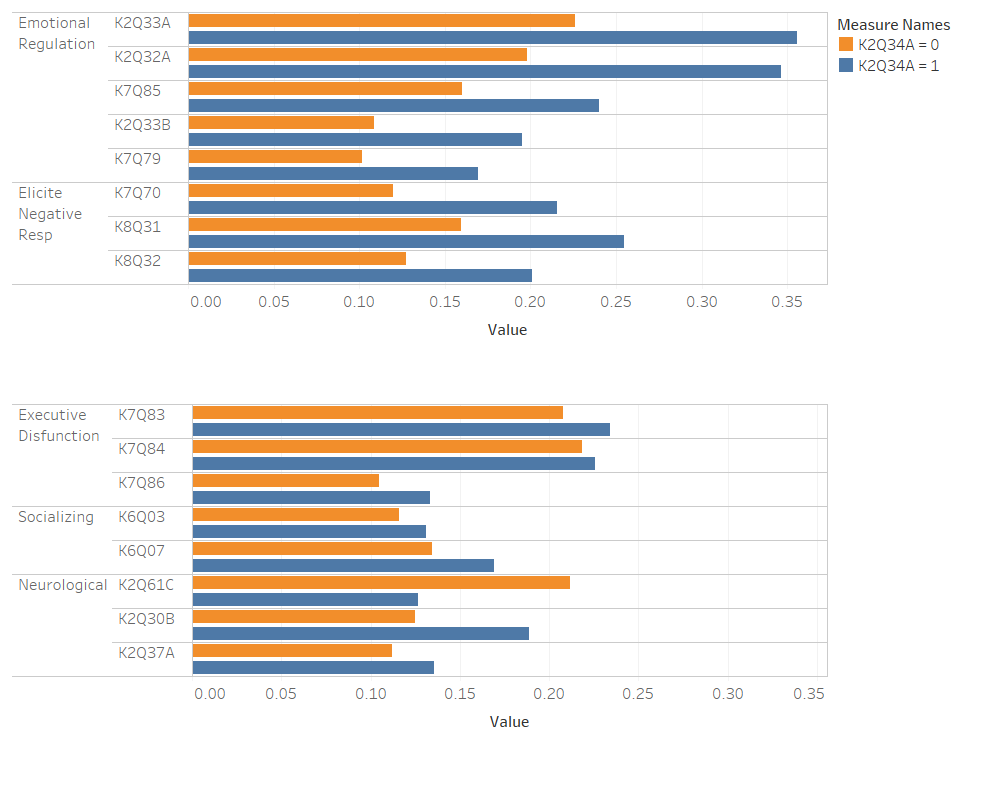 Emotional
Regulation
K2Q33A
K2Q32A
K7Q85
K2Q33B
K7Q79
Elicite
Negative
Resp
K7Q70
K8Q31
K8Q32
0.00 0.05 0.10 0.15 0.20 0.25 0.30 0.35
Value
Measure Names
K2Q34A = 0
K2Q34A = 1
Executive
Disfunction
K7Q83
K7Q84
K7Q86
Socializing
K6Q03
K6Q07
Neurological
K2Q61C
K2Q30B
K2Q37A
0.00 0.05 0.10 0.15 0.20 0.25 0.30 0.35
Value